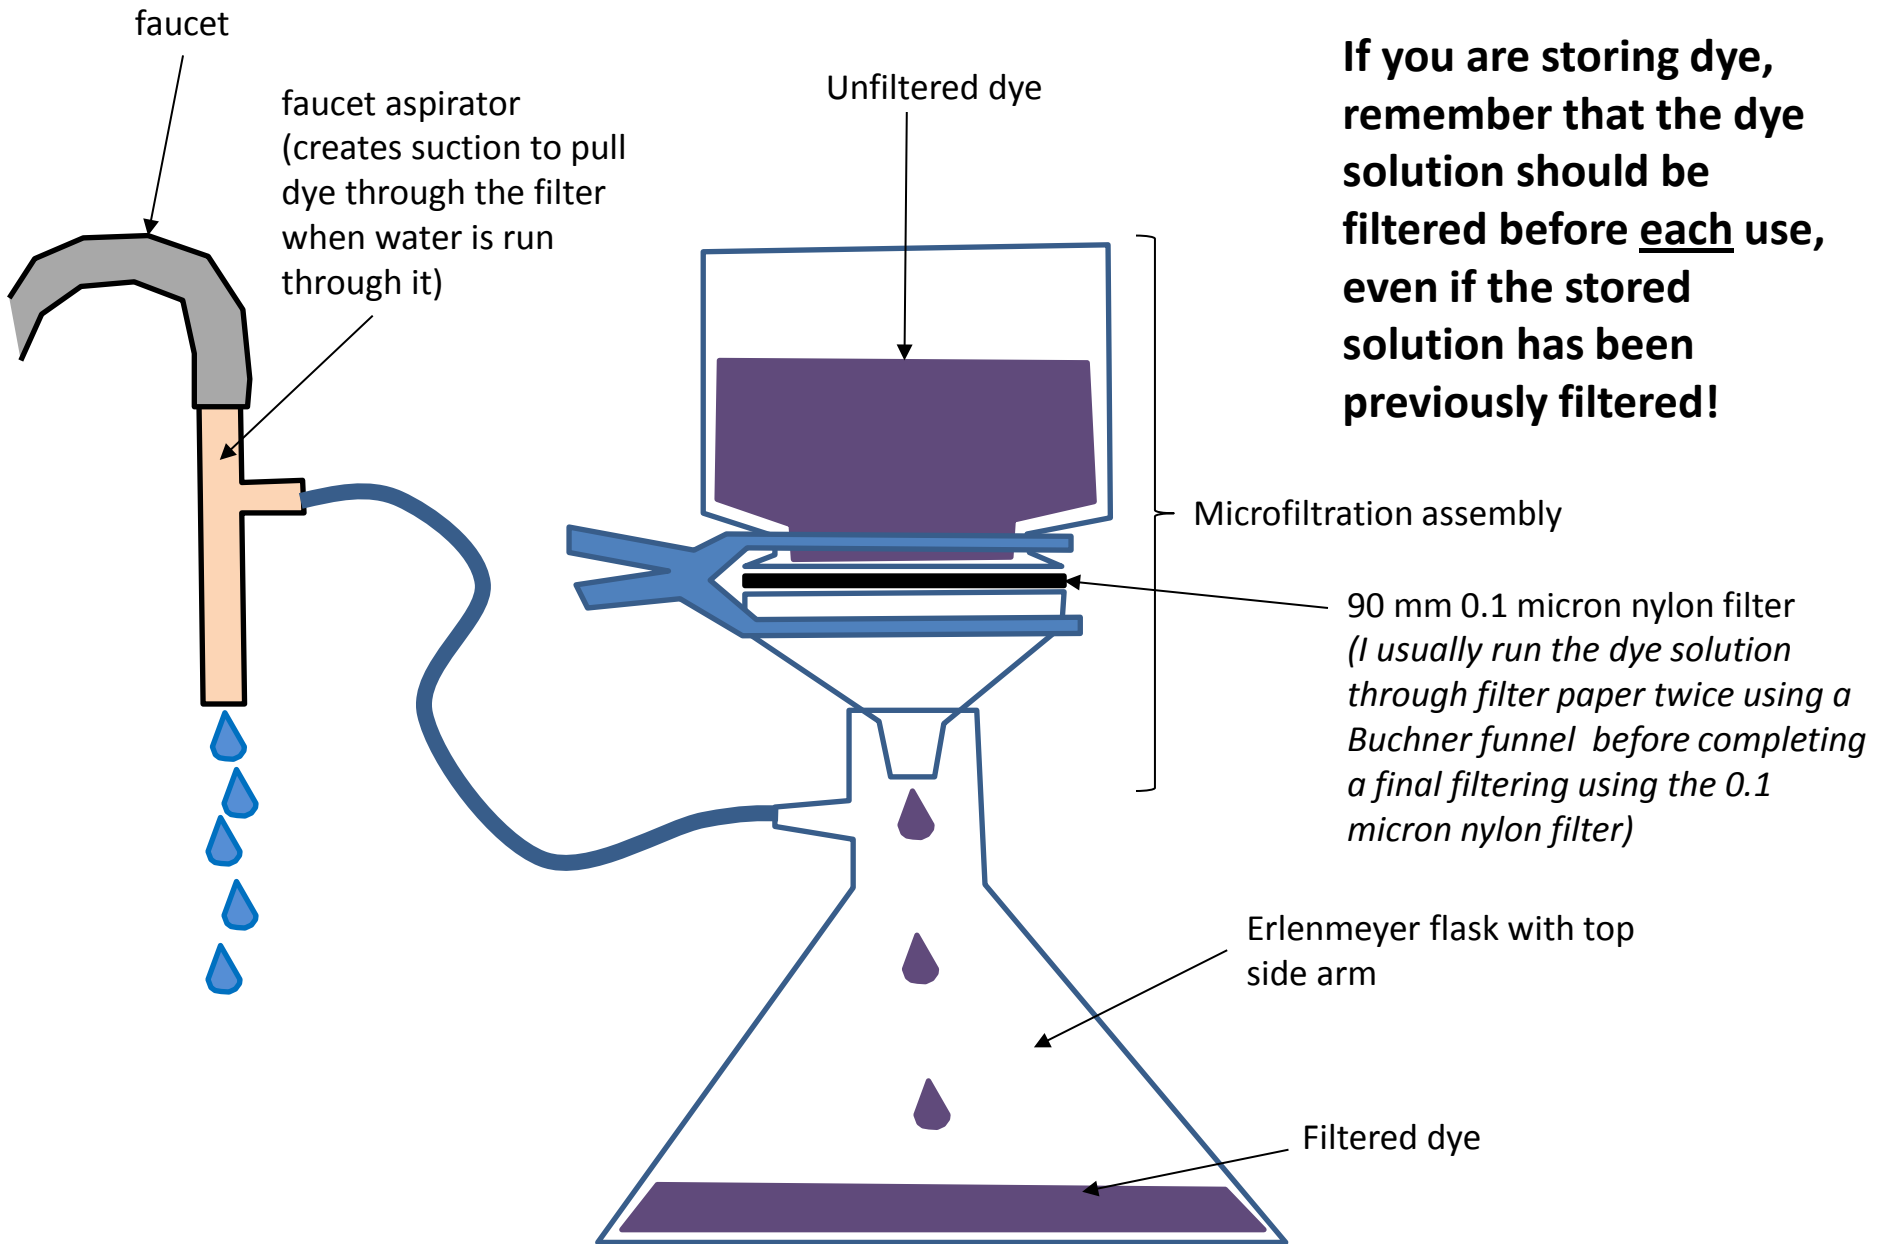 faucet
faucet aspirator
(creates suction to pull
dye through the filter
when water is run
through it)
Unfiltered dye
If you are storing dye,
remember that the dye
solution should be
filtered before each use,
even if the stored
solution has been
previously filtered!
Microfiltration assembly
90 mm 0.1 micron nylon filter
(I usually run the dye solution
through filter paper twice using a
Buchner funnel  before completing
a final filtering using the 0.1
micron nylon filter)
Erlenmeyer flask with top
side arm
Filtered dye